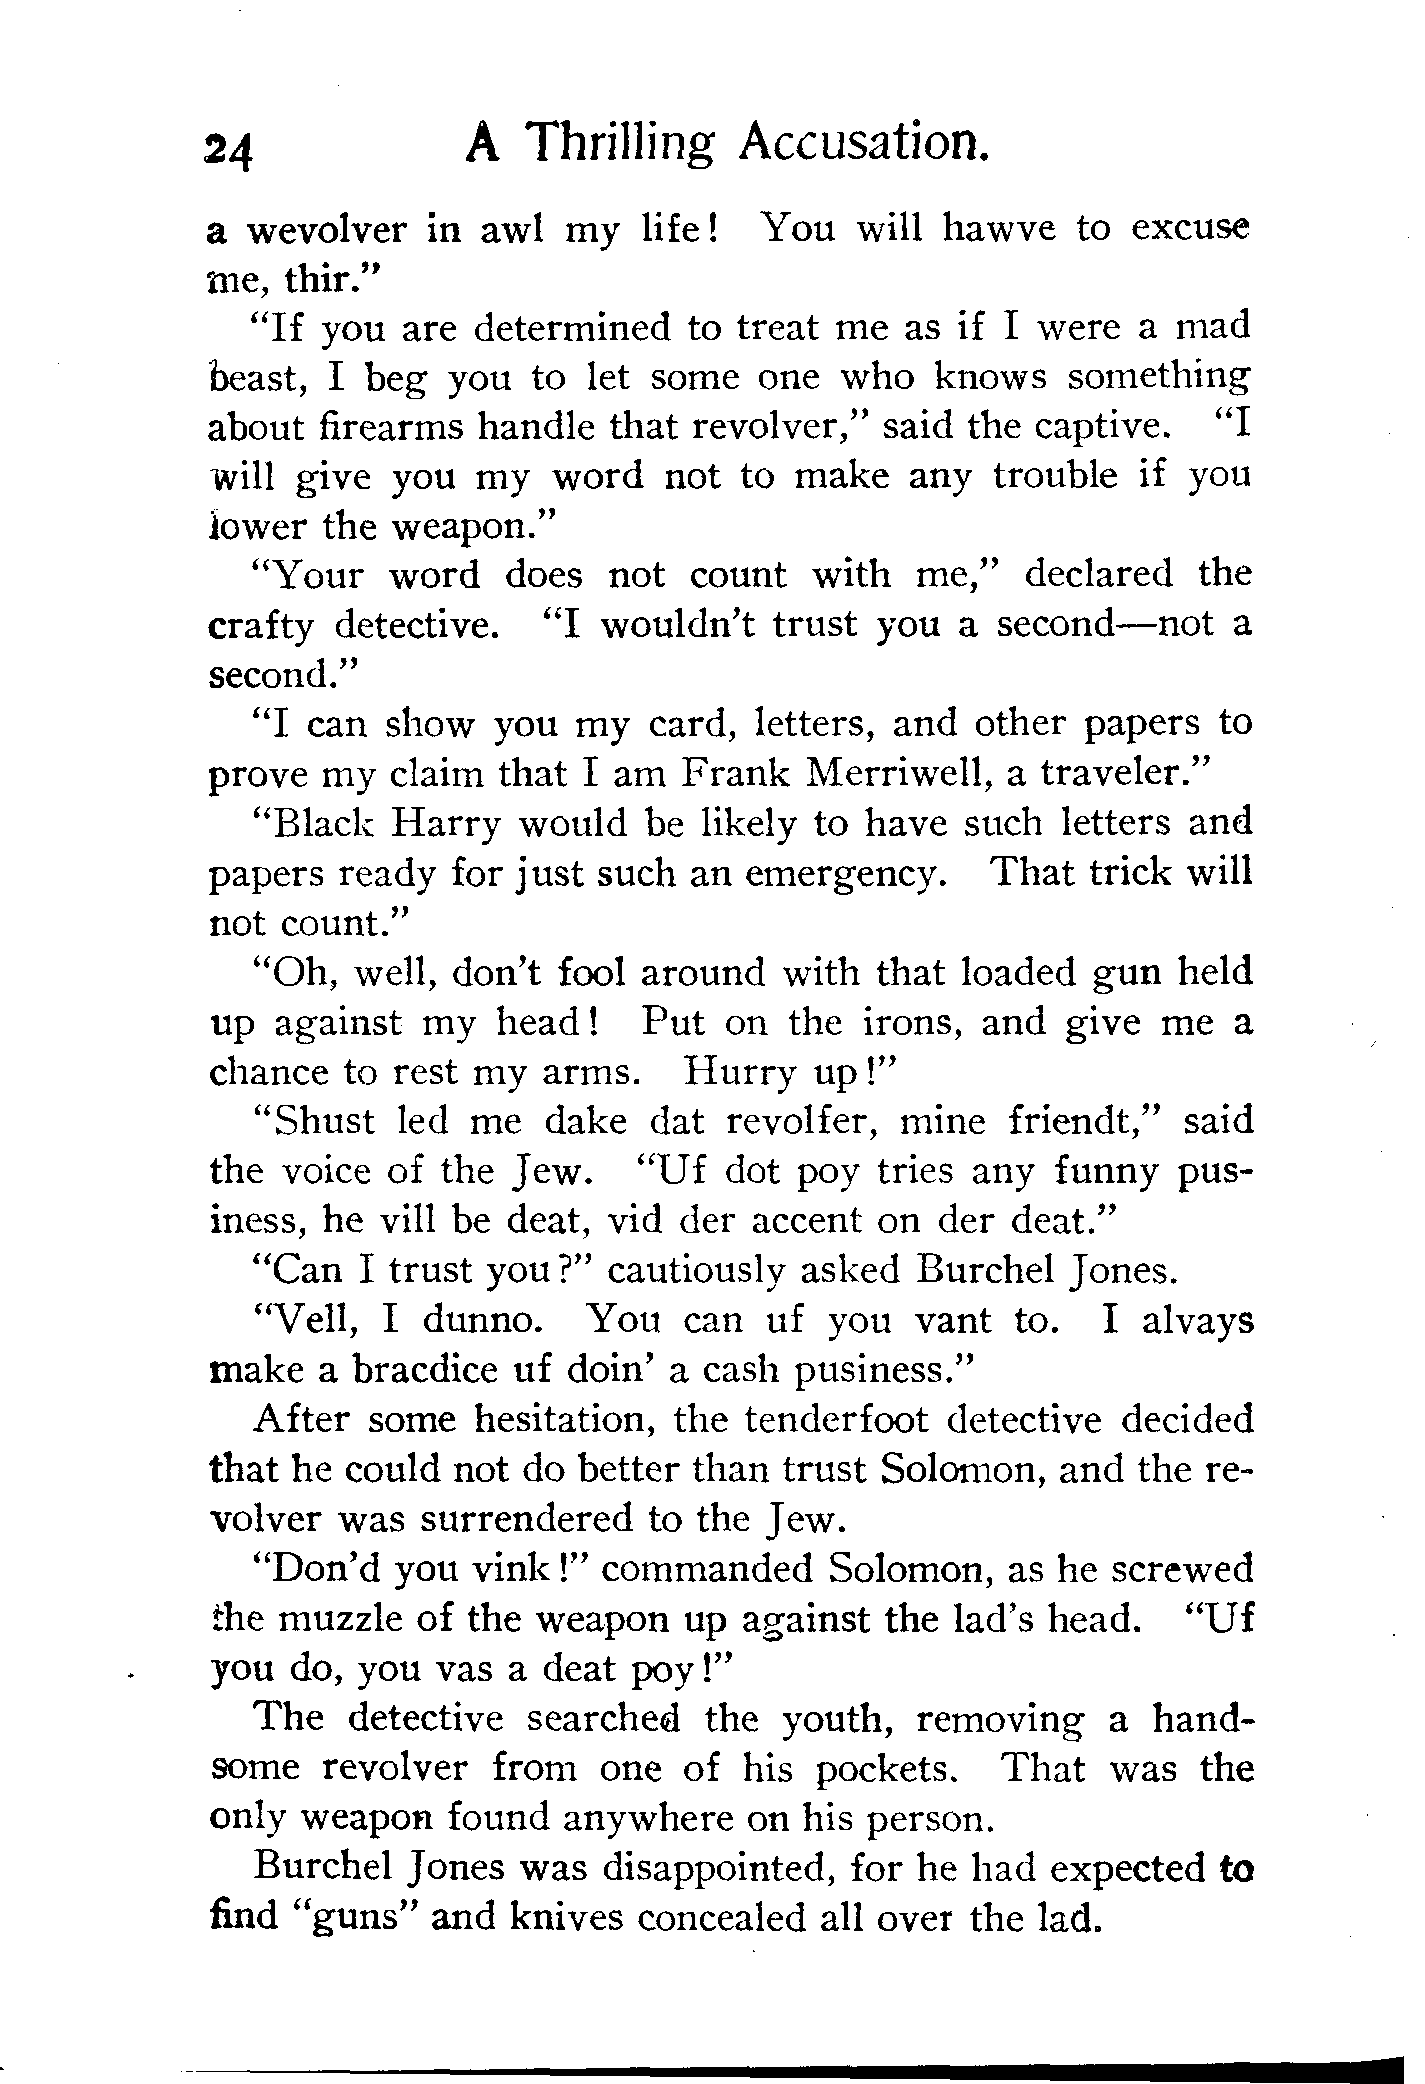 24 A Thrilling Accusation.
a wevolver in awl my life! You will hawve to excuse
me, thir."
"If you are determined to treat me as if I were a mad
beast, I beg you to let some one who knows something
about firearms handle that revolver," said the captive. "I
will give you my word not to make any trouble if you
lower the weapon."
"Your word does not count with me," declared the
crafty detective. "I wouldn't trust you a second—not a
second."
"I can show you my card, letters, and other papers to
prove my claim that I am Frank Merriwell, a traveler."
"Black Harry would be likely to have such letters and
papers ready for just such an emergency. That trick will
not count."
"Oh, well, don't fool around with that loaded gun held
up against my head! Put on the irons, and give me a
chance to rest my arms. Hurry up!"
"Shust led me dake dat revolfer, mine friendt," said
the voice of the Jew. "Uf dot poy tries any funny pus-
iness, he vill be deat, vid der accent on der deat."
"Can I trust you?" cautiously asked Burchel Jones.
"Vell, I dunno. You can uf you vant to. I alvays
make a bracdice uf doin' a cash pusiness."
After some hesitation, the tenderfoot detective decided
that he could not do better than trust Solomon, and the re-
volver was surrendered to the Jew.
"Don'd you vink!" commanded Solomon, as he screwed
the muzzle of the weapon up against the lad's head. "Uf
you do, you vas a deat poy!"
The detective searched the youth, removing a hand-
some revolver from one of his pockets. That was the
only weapon found anywhere on his person.
Burchel Jones was disappointed, for he had expected to
find "guns" and knives concealed all over the lad.